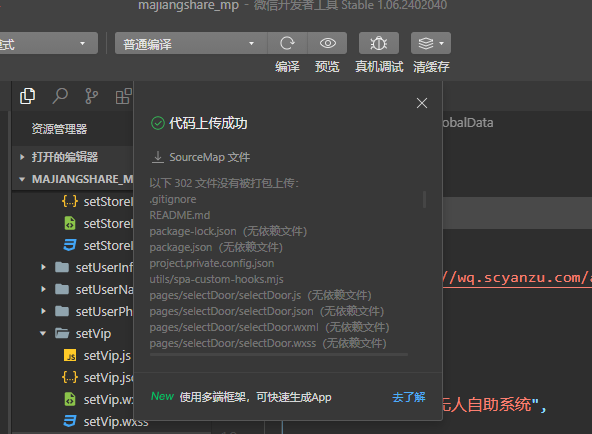 majiangshare_mp - 微信开发者工具 Stable 1.06.2402040
模式
普通编译
编译
预览
真机调试
清缓存
资源管理器
打开的编辑器
MAJIANGSHARE_M
setStore
setStore
setStore
setUserInf
setUserNa
setUserPh
setVip
setVip.js
setVip.js
setVip.w
setVip.wxss
代码上传成功
SourceMap 文件
以下 302 文件没有被打包上传：
.gitignore
README.md
package-lock.json（无依赖文件）
package.json（无依赖文件）
project.private.config.json
utils/spa-custom-hooks.mjs
pages/selectDoor/selectDoor.js（无依赖文件）
pages/selectDoor/selectDoor.json（无依赖文件）
pages/selectDoor/selectDoor.wxml（无依赖文件）
pages/selectDoor/selectDoor.wxss（无依赖文件）
New 使用多端框架，可快速生成App
去了解
obalData
//wq.scyanzu.com/a
无人自助系统",